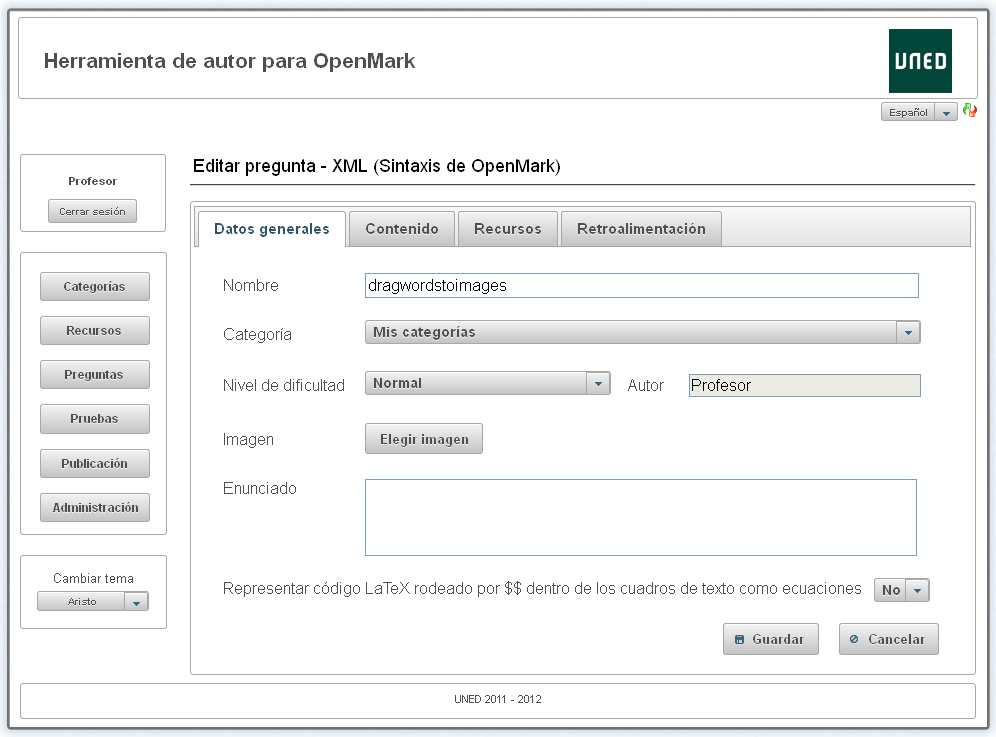 Herramienta de autor para OpenMark
UNED
Español
Profesor
Cerrar sesión
Categorías
Recursos
Preguntas
Pruebas
Publicación
Administración
Cambiar tema
Aristo
Editar pregunta - XML (Sintaxis de OpenMark)
Datos generales Contenido Recursos Retroalimentación
Nombre dragwordstoimages
Categoría Mis categorías
Nivel de dificultad Normal Autor Profesor
Imagen Elegir imagen
Enunciado
Representar código LaTeX rodeado por $$ dentro de los cuadros de texto como ecuaciones No
Guardar Cancelar
UNED 2011 - 2012